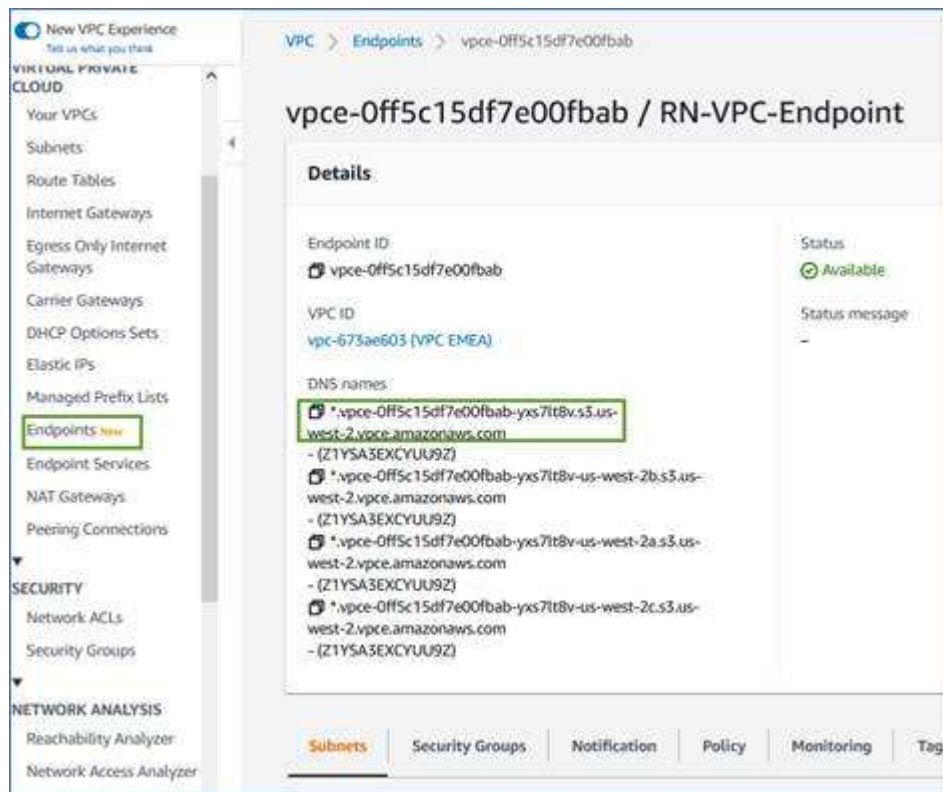 New VPC Experience
Tell us what you think
VIRTUAL PRIVATE
CLOUD
Your VPCs
Subnets
Route Tables
Internet Gateways
Egress Only Internet
Gateways
Carrier Gateways
DHCP Options Sets
Elastic IPs
Managed Prefix Lists
Endpoints New
Endpoint Services
NAT Gateways
Peering Connections
SECURITY
Network ACLs
Security Groups
NETWORK ANALYSIS
Reachability Analyzer
Network Access Analyzer
VPC > Endpoints > vpce-0ff5c15df7e00fbab
vpce-0ff5c15df7e00fbab / RN-VPC-Endpoint
Details
Endpoint ID
vpce-0ff5c15df7e00fbab
Status
Available
VPC ID
vpc-673ae603 (VPC EMEA)
Status message
-
DNS names
*.vpce-0ff5c15df7e00fbab-yxs7lt8v.s3.us-
west-2.vpce.amazonaws.com
- (Z1YSA3EXCYUU9Z)
*.vpce-0ff5c15df7e00fbab-yxs7lt8v-us-west-2b.s3.us-
west-2.vpce.amazonaws.com
- (Z1YSA3EXCYUU9Z)
*.vpce-0ff5c15df7e00fbab-yxs7lt8v-us-west-2a.s3.us-
west-2.vpce.amazonaws.com
- (Z1YSA3EXCYUU9Z)
*.vpce-0ff5c15df7e00fbab-yxs7lt8v-us-west-2c.s3.us-
west-2.vpce.amazonaws.com
- (Z1YSA3EXCYUU9Z)
Subnets Security Groups Notification Policy Monitoring Tag